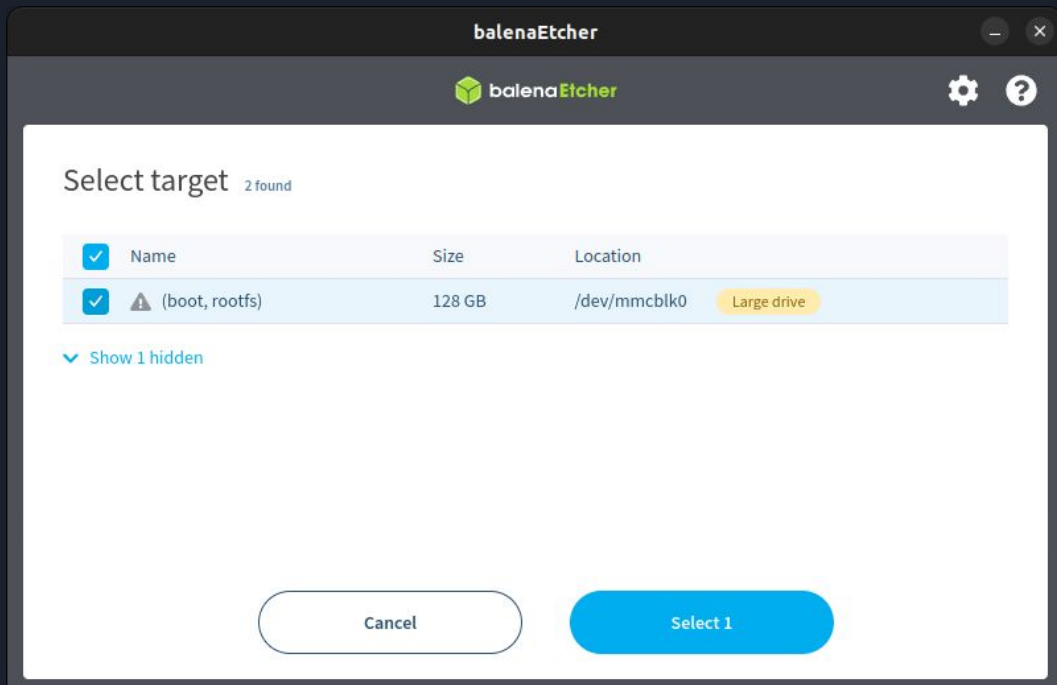 balenaEtcher
balenaEtcher
Select target 2 found
Name Size Location
(boot, rootfs) 128 GB /dev/mmcblk0 Large drive
Show 1 hidden
Cancel Select 1